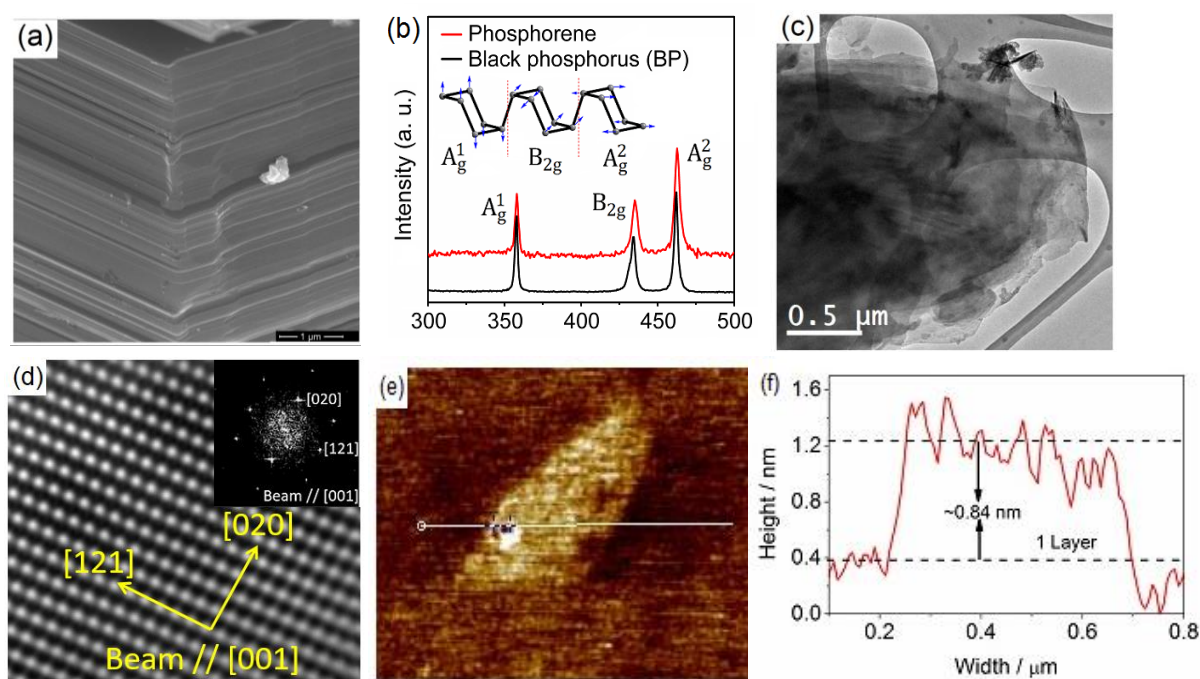 (a)
1 µm
(b)
Phosphorene
Black phosphorus (BP)
A¹g B₂g A²g
A¹g B₂g A²g
Intensity (a. u.)
300 350 400 450 500
(c)
0.5 µm
(d)
[020]
[121]
Beam // [001]
[020]
[121]
Beam // [001]
(e)
(f)
1.6
1.2
0.8
0.4
0.0
Height / nm
~0.84 nm
1 Layer
0.2 0.4 0.6 0.8
Width / µm